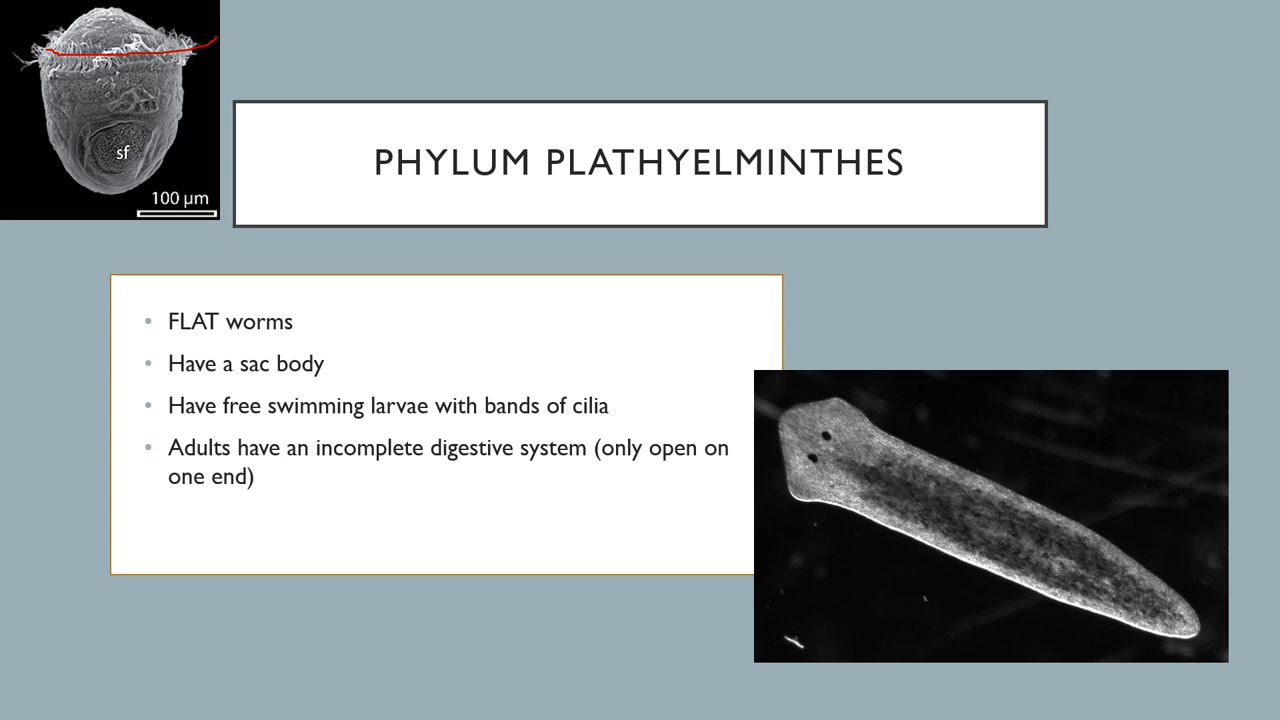 sf
100 µm
PHYLUM PLATHYELMINTHES
• FLAT worms
• Have a sac body
• Have free swimming larvae with bands of cilia
• Adults have an incomplete digestive system (only open on
one end)